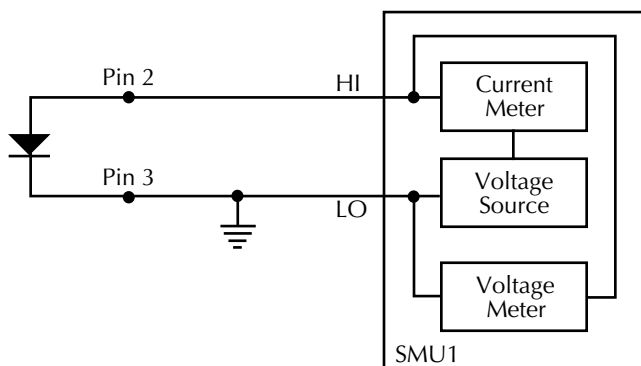 Pin 2
HI
Current
Meter
Pin 3
LO
Voltage
Source
Voltage
Meter
SMU1